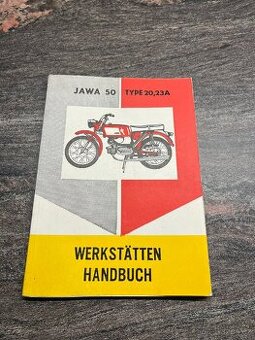 JAWA 50 TYPE 20,23A
WERKSTÄTTEN
HANDBUCH